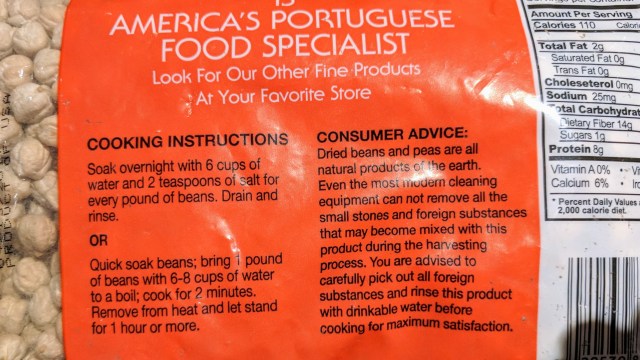 AMERICA'S PORTUGUESE
FOOD SPECIALIST
Look For Our Other Fine Products
At Your Favorite Store
COOKING INSTRUCTIONS
Soak overnight with 6 cups of
water and 2 teaspoons of salt for
every pound of beans. Drain and
rinse.
OR
Quick soak beans; bring 1 pound
of beans with 6-8 cups of water
to a boil; cook for 2 minutes.
Remove from heat and let stand
for 1 hour or more.
CONSUMER ADVICE:
Dried beans and peas are all
natural products of the earth.
Even the most modern cleaning
equipment can not remove all the
small stones and foreign substances
that may become mixed with this
product during the harvesting
process. You are advised to
carefully pick out all foreign
substances and rinse this product
with drinkable water before
cooking for maximum satisfaction.
Amount Per Serving
Calories 110
Total Fat 2g
Saturated Fat 0g
Trans Fat 0g
Choleseterol 0mg
Sodium 25mg
Total Carbohydrat
Dietary Fiber 14g
Sugars 1g
Protein 8g
Vitamin A 0% •
Calcium 6% •
* Percent Daily Values
2,000 calorie diet.
PRODUCT OF USA